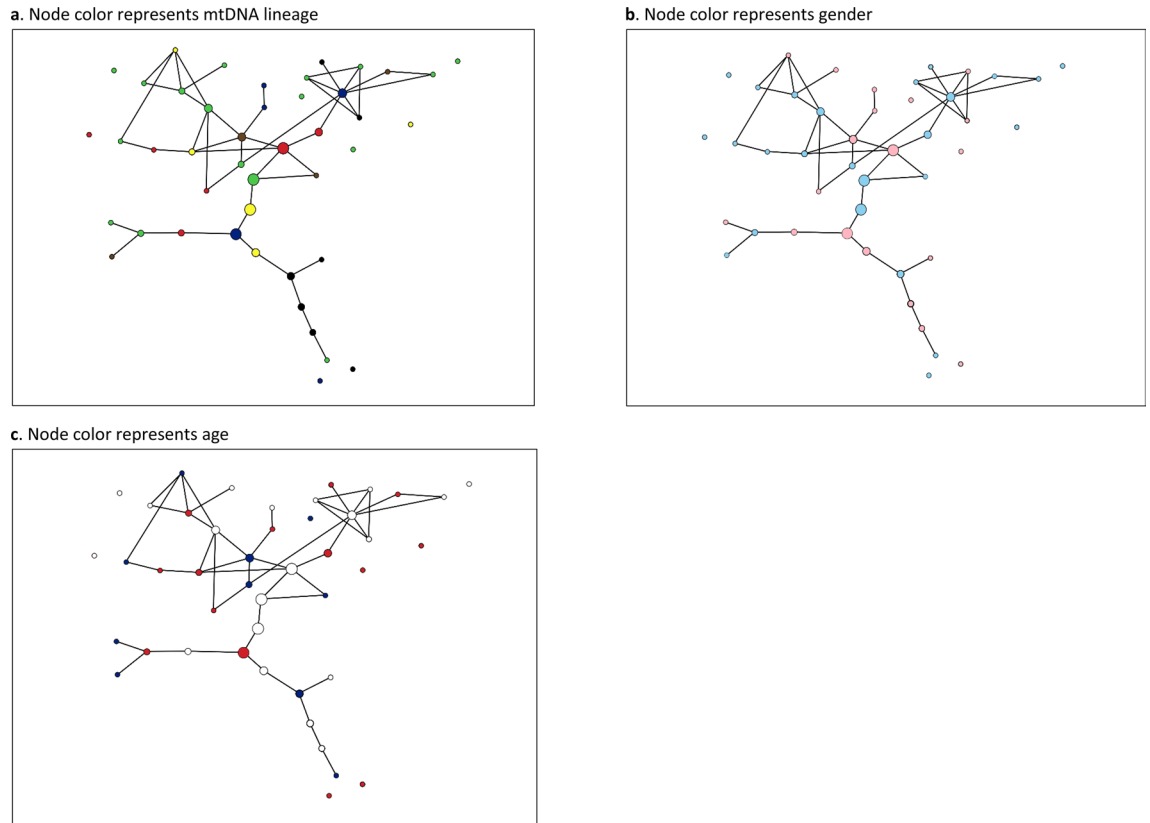 a. Node color represents mtDNA lineage
b. Node color represents gender
c. Node color represents age